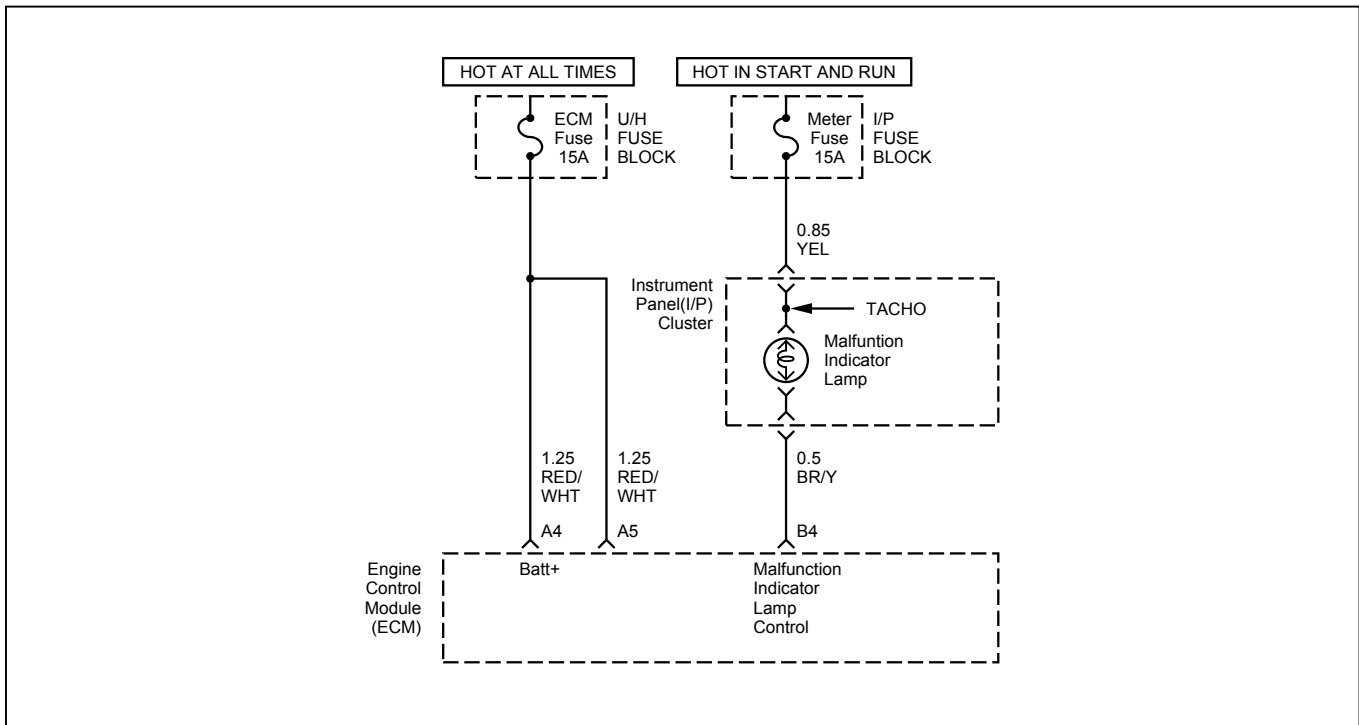 HOT AT ALL TIMES
HOT IN START AND RUN
ECM
Fuse
15A
U/H
FUSE
BLOCK
Meter
Fuse
15A
I/P
FUSE
BLOCK
0.85
YEL
Instrument
Panel(I/P)
Cluster
TACHO
Malfuntion
Indicator
Lamp
1.25
RED/
WHT
1.25
RED/
WHT
0.5
BR/Y
A4
A5
B4
Engine
Control
Module
(ECM)
Batt+
Malfunction
Indicator
Lamp
Control